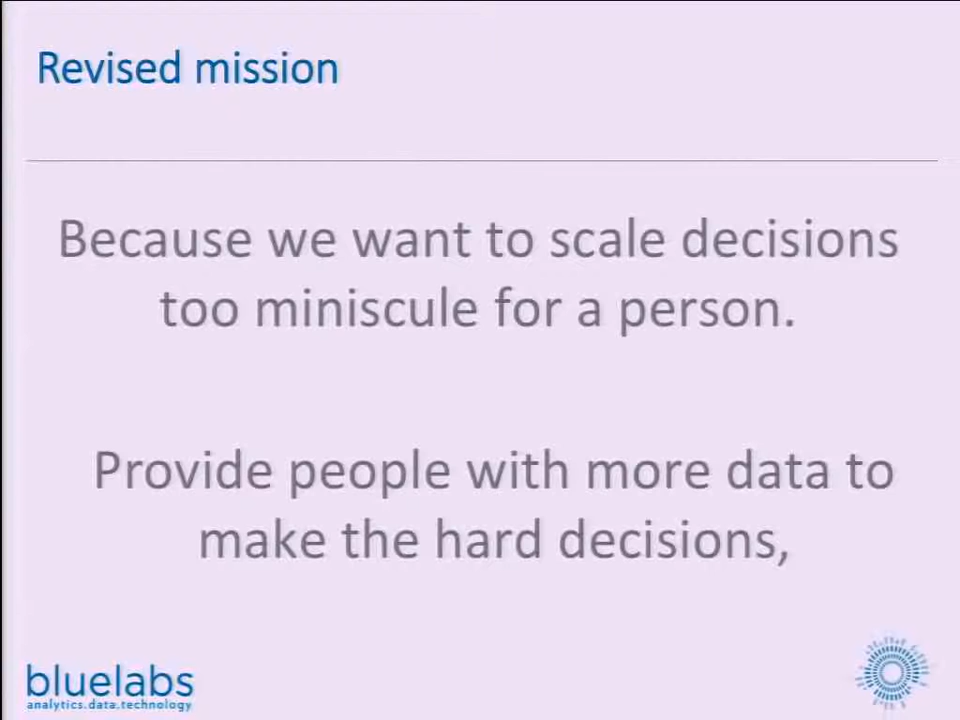 Revised mission
Because we want to scale decisions
too miniscule for a person.
Provide people with more data to
make the hard decisions,
bluelabs
analytics.data.technology